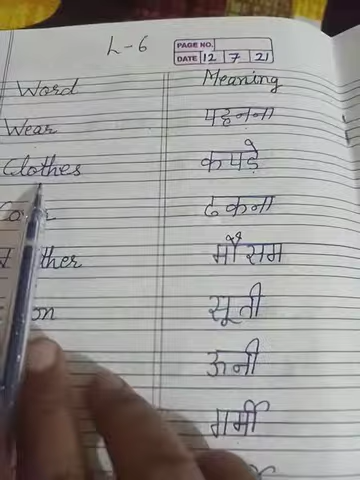 L-6
PAGE NO.
DATE 12 7 21
Word Meaning
Wear पहनना
Clothes कपड़े
ढकना
मौसम
सूती
ऊनी
गर्मी